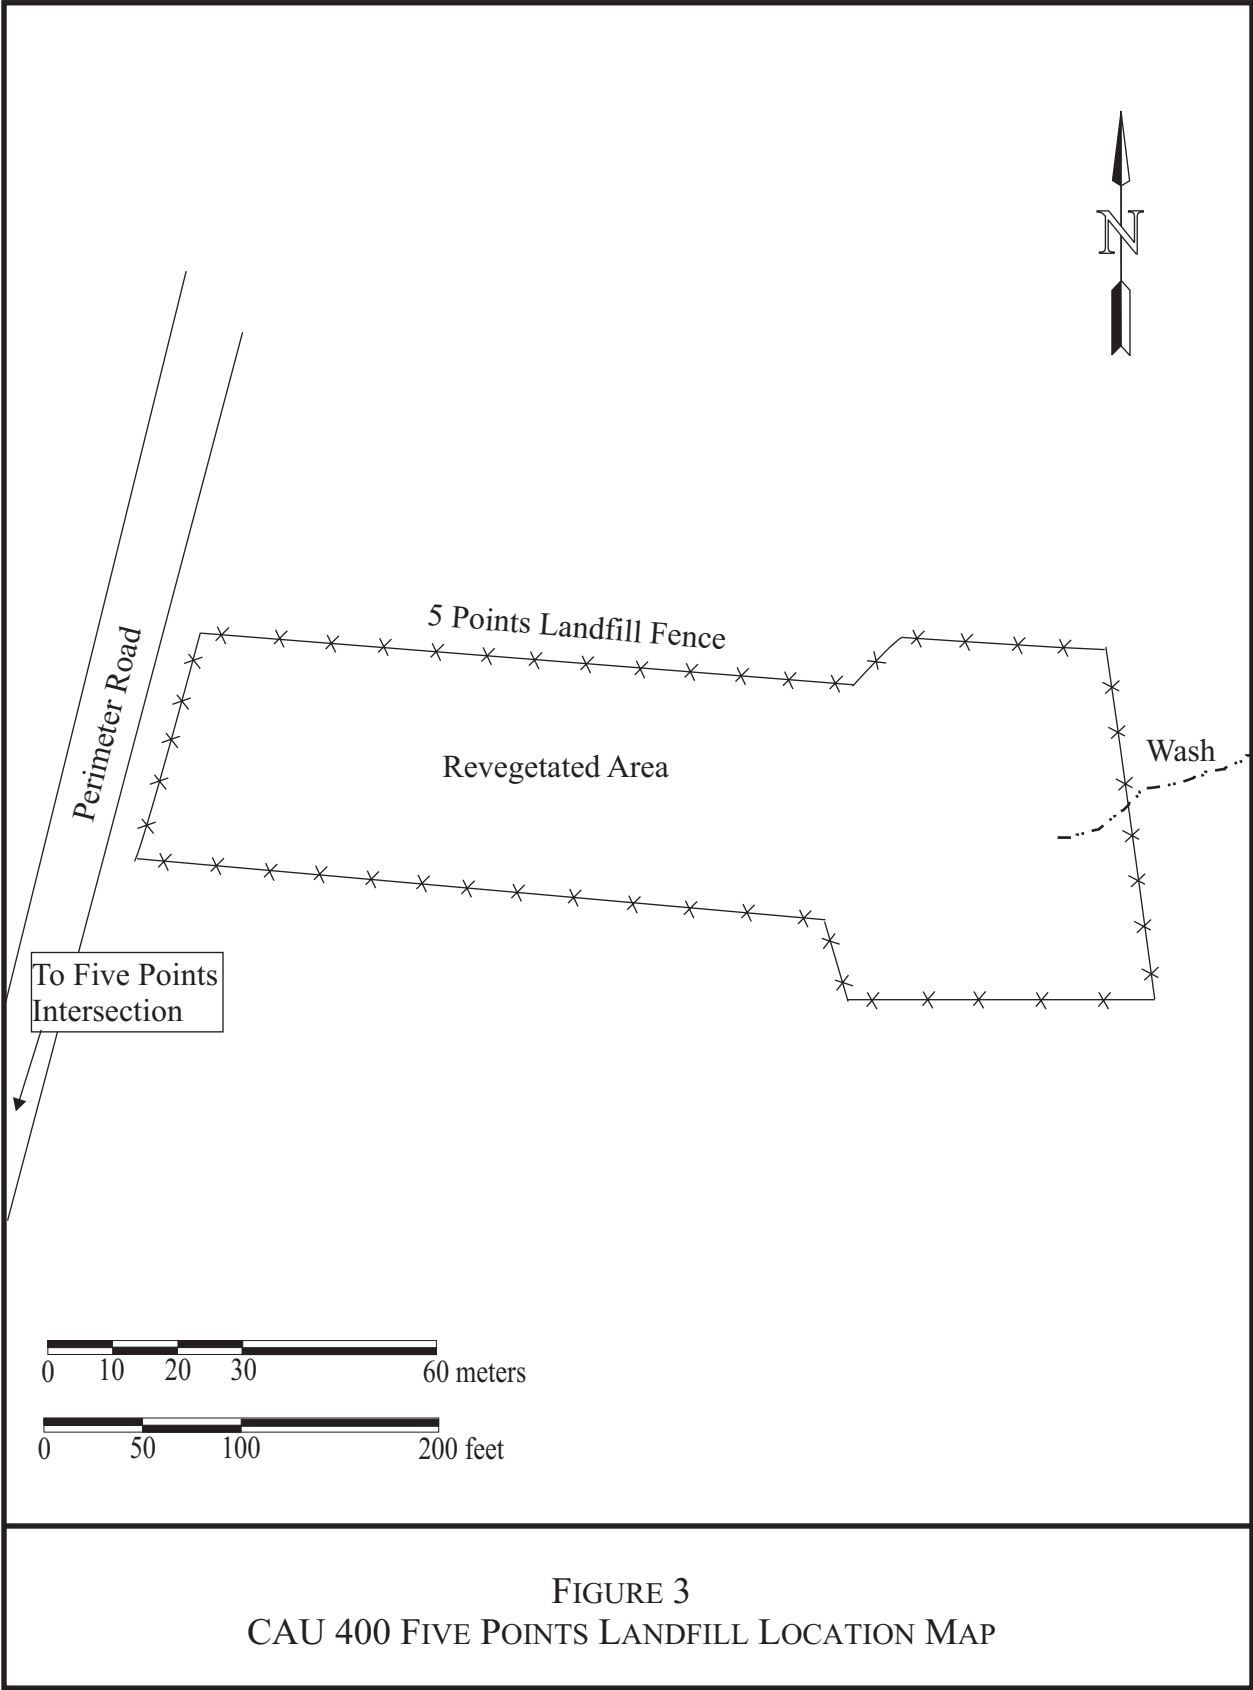 N
5 Points Landfill Fence
Perimeter Road
Wash
Revegetated Area
To Five Points
Intersection
0 10 20 30 60 meters
0 50 100 200 feet
FIGURE 3
CAU 400 FIVE POINTS LANDFILL LOCATION MAP